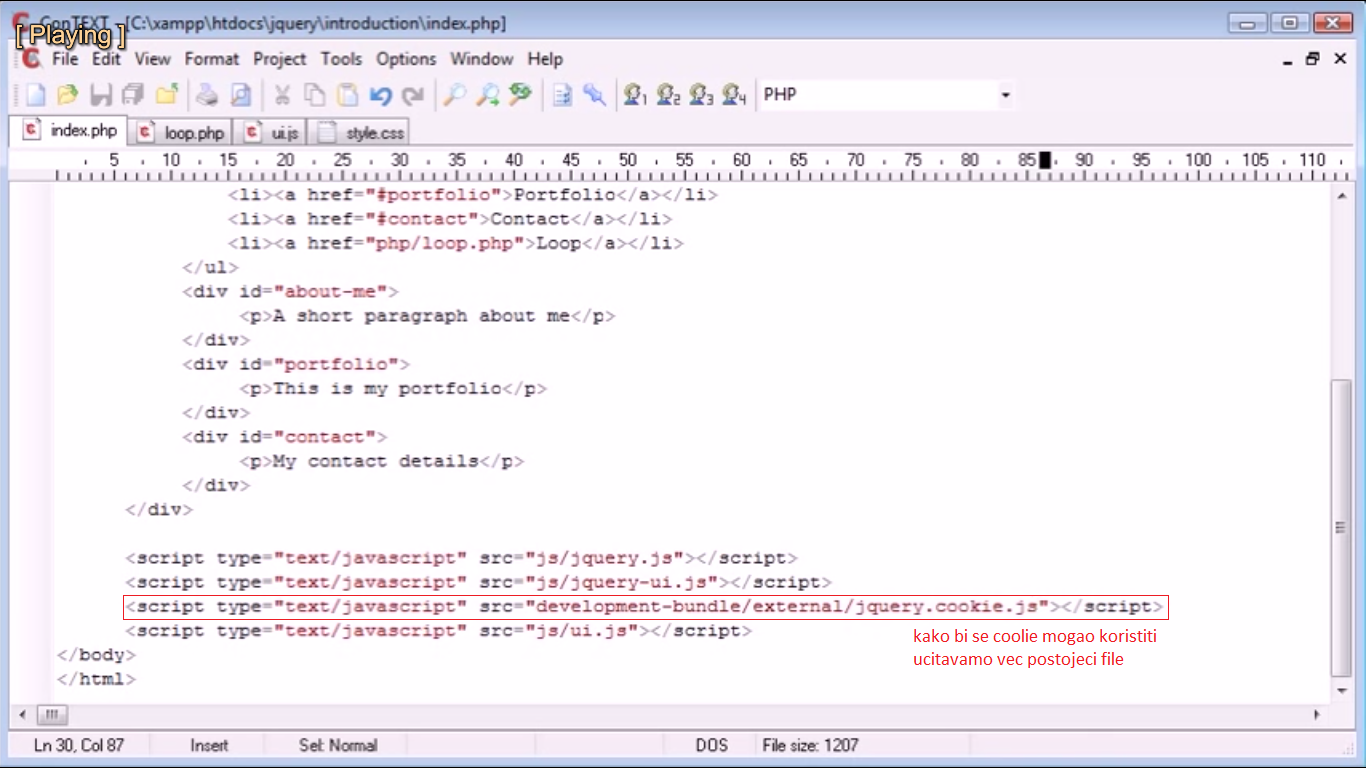 ConTEXT - [C:\xampp\htdocs\jquery\introduction\index.php]
[ Playing ]
File Edit View Format Project Tools Options Window Help
1 2 3 4 PHP
index.php loop.php ui.js style.css
5 10 15 20 25 30 35 40 45 50 55 60 65 70 75 80 85 90 95 100 105 110
<li><a href="#portfolio">Portfolio</a></li>
<li><a href="#contact">Contact</a></li>
<li><a href="php/loop.php">Loop</a></li>
</ul>
<div id="about-me">
<p>A short paragraph about me</p>
</div>
<div id="portfolio">
<p>This is my portfolio</p>
</div>
<div id="contact">
<p>My contact details</p>
</div>
</div>
<script type="text/javascript" src="js/jquery.js"></script>
<script type="text/javascript" src="js/jquery-ui.js"></script>
<script type="text/javascript" src="development-bundle/external/jquery.cookie.js"></script>
<script type="text/javascript" src="js/ui.js"></script>
kako bi se coolie mogao koristiti
ucitavamo vec postojeci file
</body>
</html>
Ln 30, Col 87 Insert Sel: Normal DOS File size: 1207